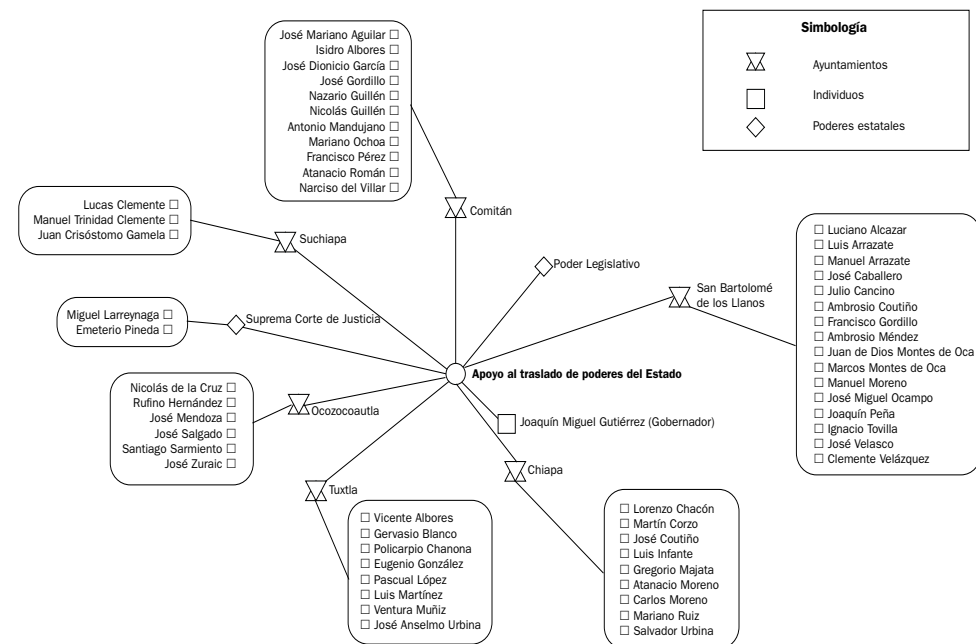 José Mariano Aguilar
Isidro Albores
José Dionicio García
José Gordillo
Nazario Guillén
Nicolás Guillén
Antonio Mandujano
Mariano Ochoa
Francisco Pérez
Atanacio Román
Narciso del Villar
Simbología
Ayuntamientos
Individuos
Poderes estatales
Comitán
Lucas Clemente
Manuel Trinidad Clemente
Juan Crisóstomo Gamela
Suchiapa
Poder Legislativo
San Bartolomé
de los Llanos
Luciano Alcazar
Luis Arrazate
Manuel Arrazate
José Caballero
Julio Cancino
Ambrosio Coutiño
Francisco Gordillo
Ambrosio Méndez
Juan de Dios Montes de Oca
Marcos Montes de Oca
Manuel Moreno
José Miguel Ocampo
Joaquín Peña
Ignacio Tovilla
José Velasco
Clemente Velázquez
Miguel Larreynaga
Emeterio Pineda
Suprema Corte de Justicia
Apoyo al traslado de poderes del Estado
Nicolás de la Cruz
Rufino Hernández
José Mendoza
José Salgado
Santiago Sarmiento
José Zuraic
Ocozocoautla
Joaquín Miguel Gutiérrez (Gobernador)
Chiapa
Tuxtla
Vicente Albores
Gervasio Blanco
Policarpio Chanona
Eugenio González
Pascual López
Luis Martínez
Ventura Muñiz
José Anselmo Urbina
Lorenzo Chacón
Martín Corzo
José Coutiño
Luis Infante
Gregorio Majata
Atanacio Moreno
Carlos Moreno
Mariano Ruiz
Salvador Urbina